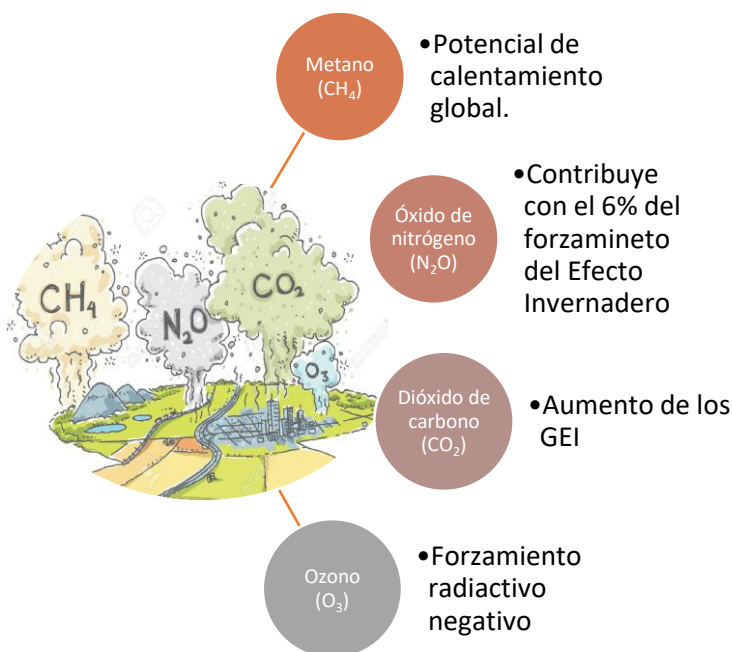 Metano
(CH₄)
•Potencial de
calentamiento
global.
Óxido de
nitrógeno
(N₂O)
•Contribuye
con el 6% del
forzamineto
del Efecto
Invernadero
CH₄
N₂O
CO₂
O₃
Dióxido de
carbono
(CO₂)
•Aumento de los
GEI
Ozono
(O₃)
•Forzamiento
radiactivo
negativo